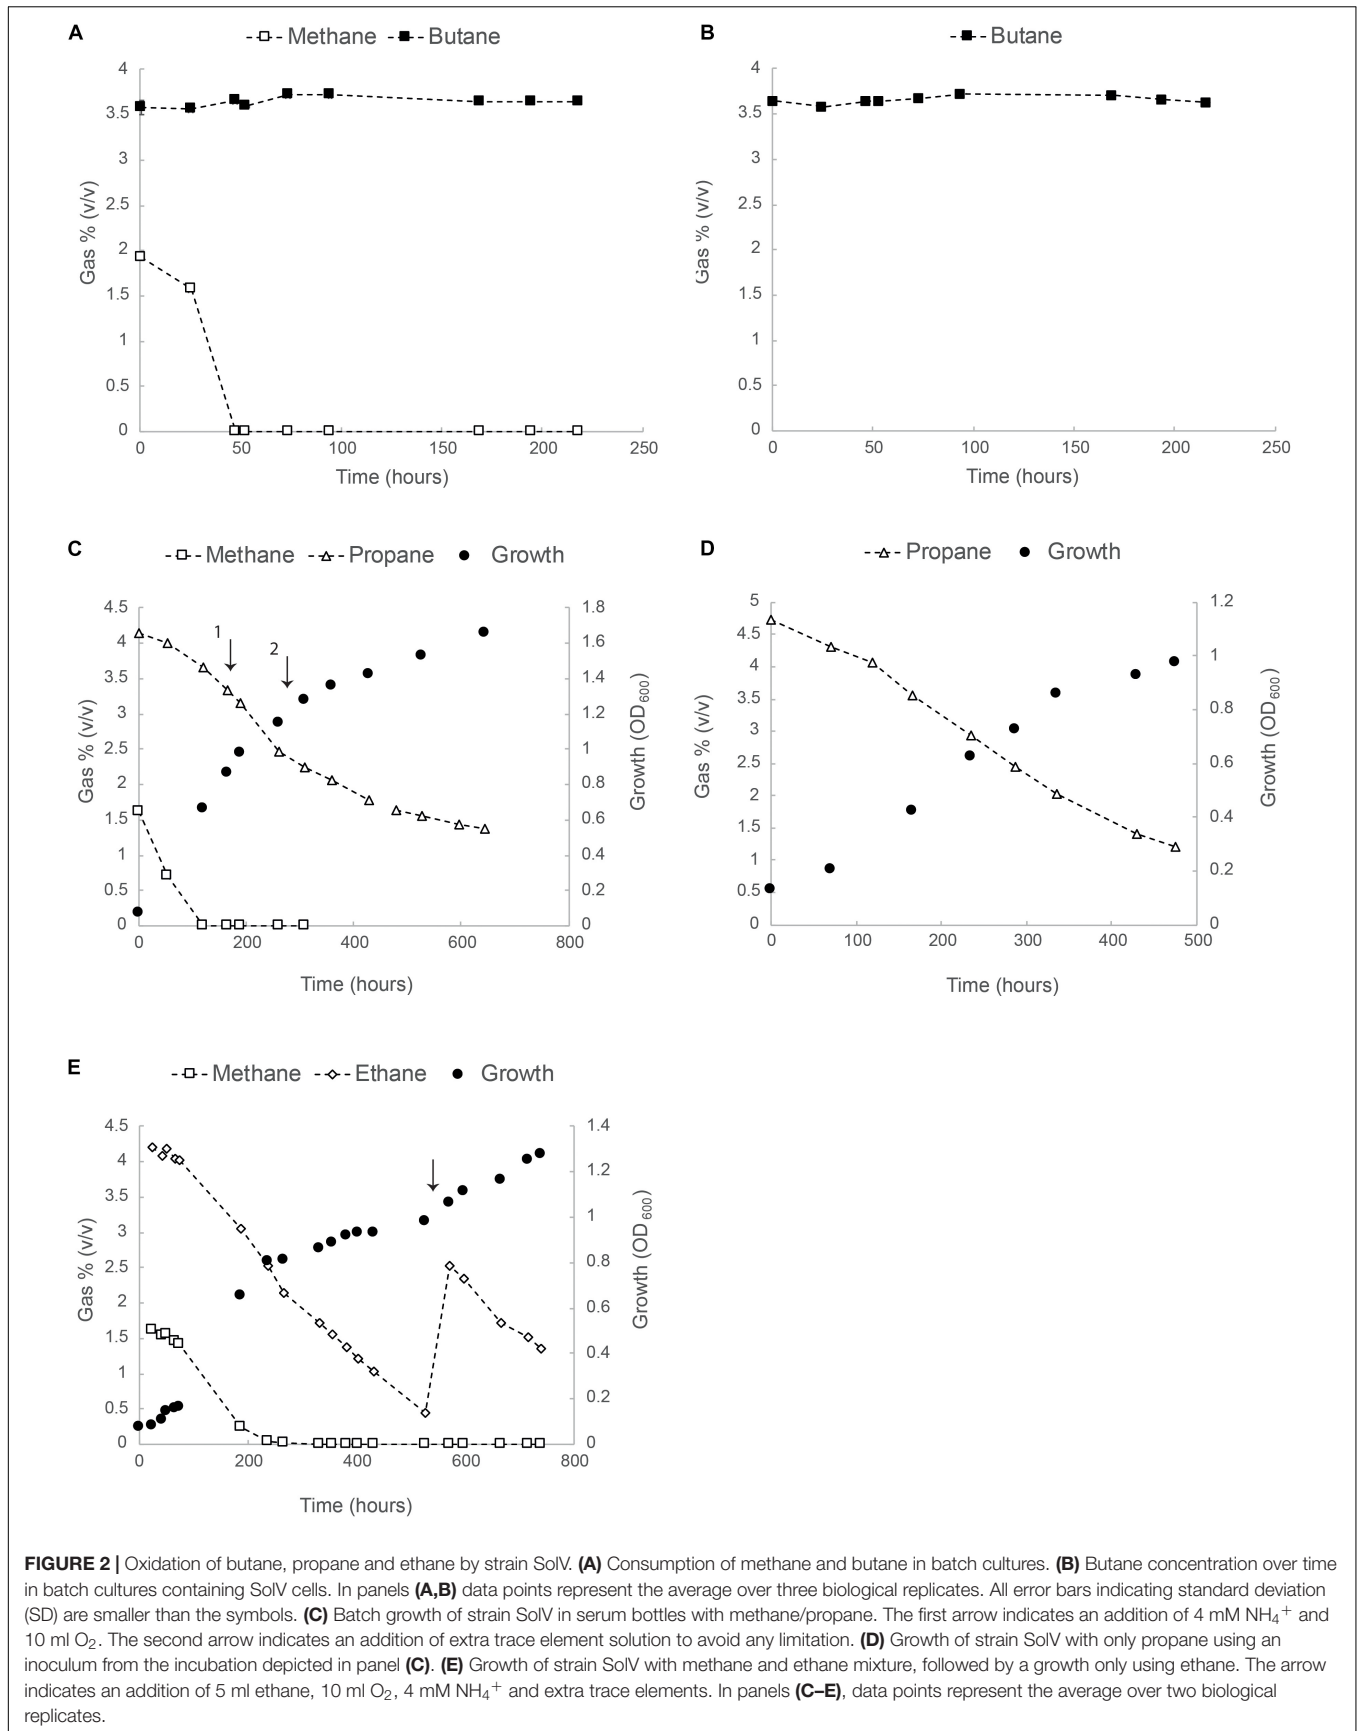 A
Methane Butane
4
3.5
3
2.5
2
1.5
1
0.5
0
Gas % (v/v)
0 50 100 150 200 250
Time (hours)
B
Butane
4
3.5
3
2.5
2
1.5
1
0.5
0
Gas % (v/v)
0 50 100 150 200 250
Time (hours)
C
Methane Propane Growth
4.5
4
3.5
3
2.5
2
1.5
1
0.5
0
Gas % (v/v)
1
2
1.8
1.6
1.4
1.2
1
0.8
0.6
0.4
0.2
0
Growth (OD600)
0 200 400 600 800
Time (hours)
D
Propane Growth
5
4.5
4
3.5
3
2.5
2
1.5
1
0.5
0
Gas % (v/v)
1.2
1
0.8
0.6
0.4
0.2
0
Growth (OD600)
0 100 200 300 400 500
Time (hours)
E
Methane Ethane Growth
4.5
4
3.5
3
2.5
2
1.5
1
0.5
0
Gas % (v/v)
1.4
1.2
1
0.8
0.6
0.4
0.2
0
Growth (OD600)
0 200 400 600 800
Time (hours)
FIGURE 2 | Oxidation of butane, propane and ethane by strain SolV. (A) Consumption of methane and butane in batch cultures. (B) Butane concentration over time
in batch cultures containing SolV cells. In panels (A,B) data points represent the average over three biological replicates. All error bars indicating standard deviation
(SD) are smaller than the symbols. (C) Batch growth of strain SolV in serum bottles with methane/propane. The first arrow indicates an addition of 4 mM NH4+ and
10 ml O2. The second arrow indicates an addition of extra trace element solution to avoid any limitation. (D) Growth of strain SolV with only propane using an
inoculum from the incubation depicted in panel (C). (E) Growth of strain SolV with methane and ethane mixture, followed by a growth only using ethane. The arrow
indicates an addition of 5 ml ethane, 10 ml O2, 4 mM NH4+ and extra trace elements. In panels (C–E), data points represent the average over two biological
replicates.